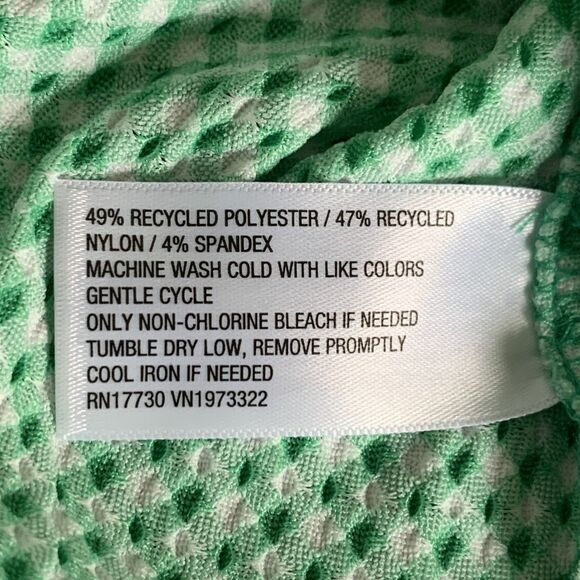 49% RECYCLED POLYESTER / 47% RECYCLED
NYLON / 4% SPANDEX
MACHINE WASH COLD WITH LIKE COLORS
GENTLE CYCLE
ONLY NON-CHLORINE BLEACH IF NEEDED
TUMBLE DRY LOW, REMOVE PROMPTLY
COOL IRON IF NEEDED
RN17730 VN1973322